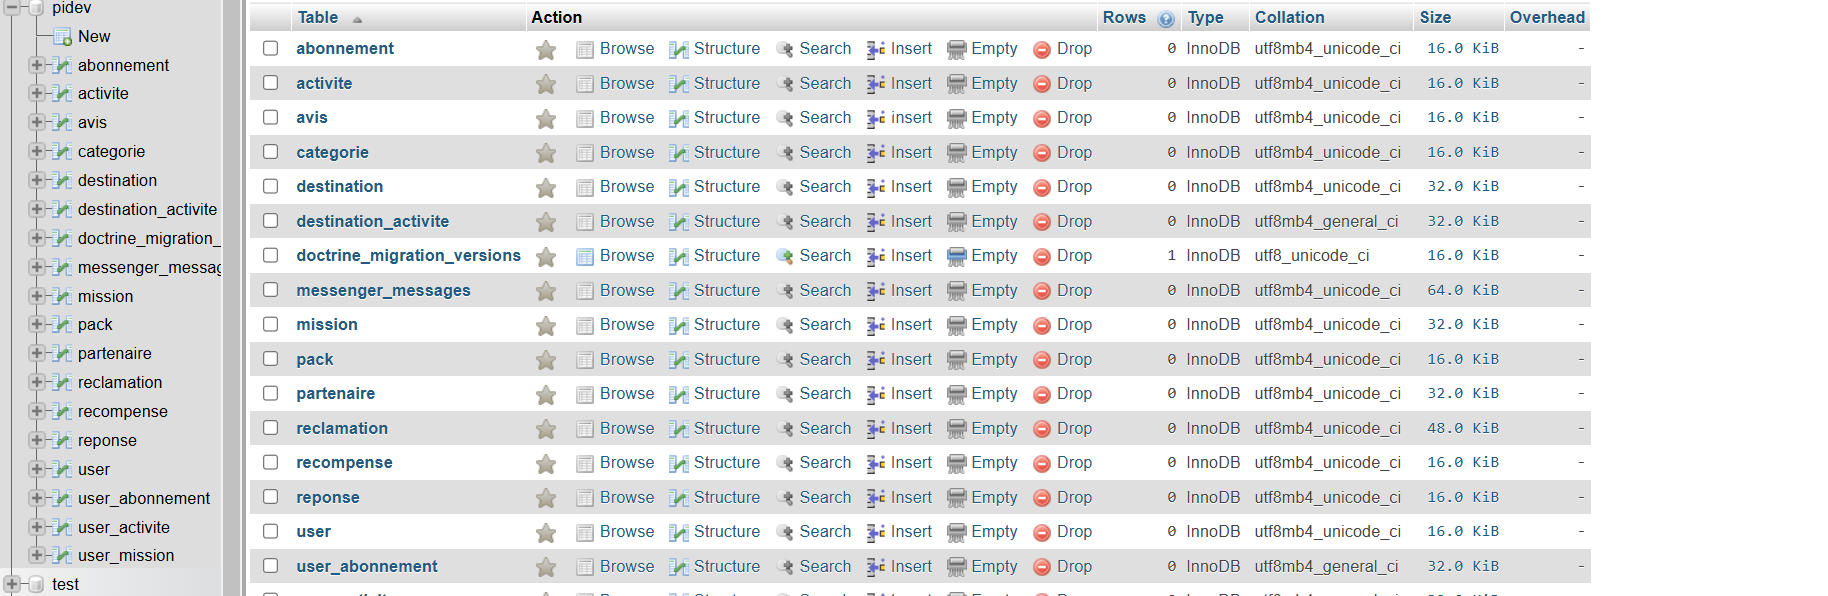 pidev
New
abonnement
activite
avis
categorie
destination
destination_activite
doctrine_migration_
messenger_messag
mission
pack
partenaire
reclamation
recompense
reponse
user
user_abonnement
user_activite
user_mission
test
Table Action Rows Type Collation Size Overhead
abonnement Browse Structure Search Insert Empty Drop 0 InnoDB utf8mb4_unicode_ci 16.0 KiB -
activite Browse Structure Search Insert Empty Drop 0 InnoDB utf8mb4_unicode_ci 16.0 KiB -
avis Browse Structure Search Insert Empty Drop 0 InnoDB utf8mb4_unicode_ci 16.0 KiB -
categorie Browse Structure Search Insert Empty Drop 0 InnoDB utf8mb4_unicode_ci 16.0 KiB -
destination Browse Structure Search Insert Empty Drop 0 InnoDB utf8mb4_unicode_ci 32.0 KiB -
destination_activite Browse Structure Search Insert Empty Drop 0 InnoDB utf8mb4_general_ci 32.0 KiB -
doctrine_migration_versions Browse Structure Search Insert Empty Drop 1 InnoDB utf8_unicode_ci 16.0 KiB -
messenger_messages Browse Structure Search Insert Empty Drop 0 InnoDB utf8mb4_unicode_ci 64.0 KiB -
mission Browse Structure Search Insert Empty Drop 0 InnoDB utf8mb4_unicode_ci 32.0 KiB -
pack Browse Structure Search Insert Empty Drop 0 InnoDB utf8mb4_unicode_ci 16.0 KiB -
partenaire Browse Structure Search Insert Empty Drop 0 InnoDB utf8mb4_unicode_ci 32.0 KiB -
reclamation Browse Structure Search Insert Empty Drop 0 InnoDB utf8mb4_unicode_ci 48.0 KiB -
recompense Browse Structure Search Insert Empty Drop 0 InnoDB utf8mb4_unicode_ci 16.0 KiB -
reponse Browse Structure Search Insert Empty Drop 0 InnoDB utf8mb4_unicode_ci 16.0 KiB -
user Browse Structure Search Insert Empty Drop 0 InnoDB utf8mb4_unicode_ci 16.0 KiB -
user_abonnement Browse Structure Search Insert Empty Drop 0 InnoDB utf8mb4_general_ci 32.0 KiB -